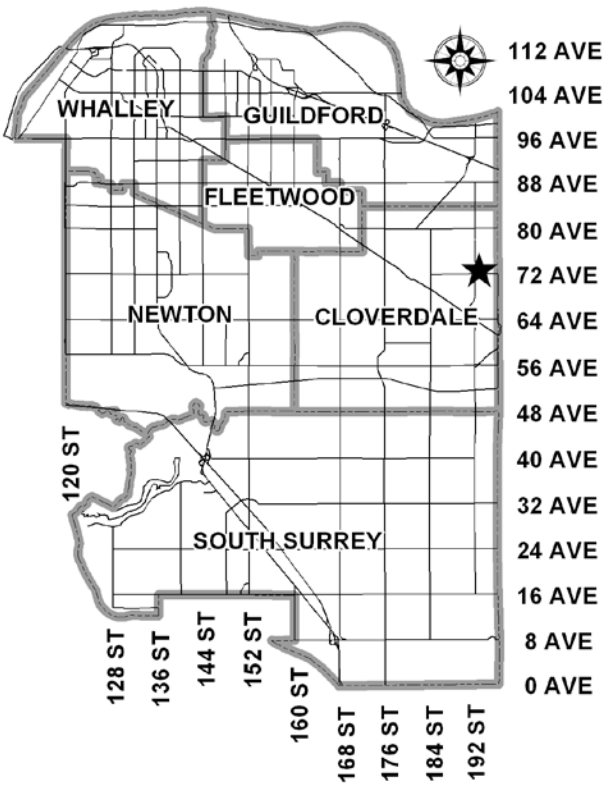 112 AVE
104 AVE
WHALLEY
GUILDFORD
96 AVE
88 AVE
FLEETWOOD
80 AVE
72 AVE
NEWTON
CLOVERDALE
64 AVE
56 AVE
48 AVE
120 ST
40 AVE
32 AVE
SOUTH SURREY
24 AVE
16 AVE
8 AVE
0 AVE
128 ST
136 ST
144 ST
152 ST
160 ST
168 ST
176 ST
184 ST
192 ST